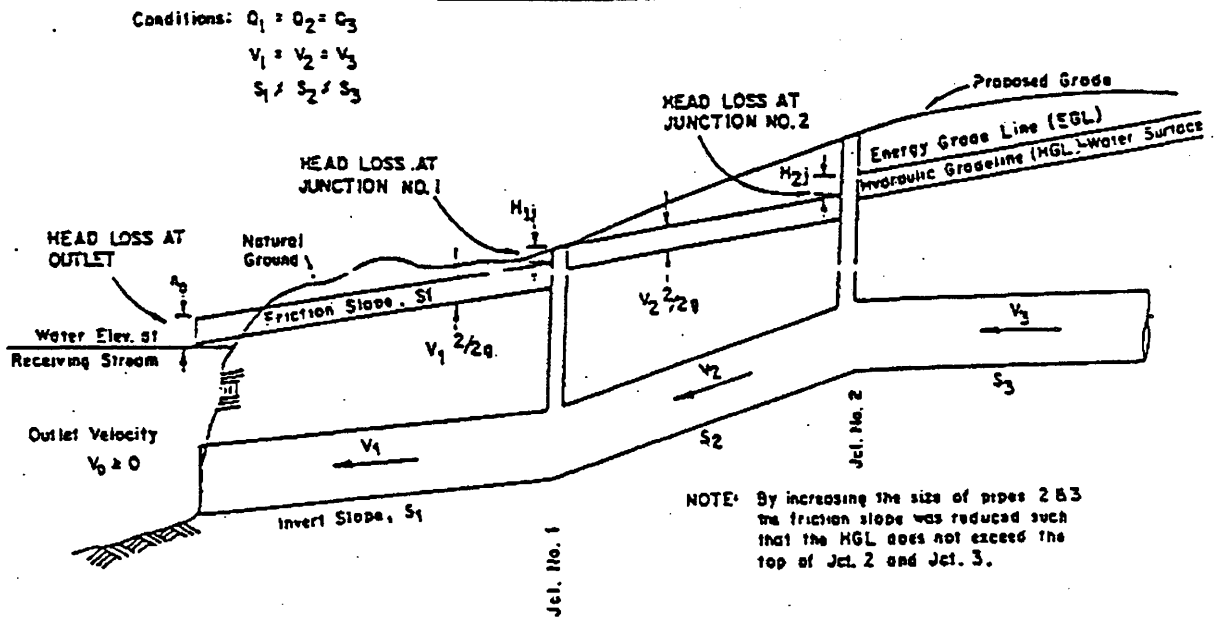 Conditions: Q₁ = Q₂ = Q₃
V₁ = V₂ = V₃
S₁ ≠ S₂ ≠ S₃
Proposed Grade
HEAD LOSS AT
JUNCTION NO. 2
Energy Grade Line (EGL)
Hydraulic Gradeline (HGL)-Water Surface
H2j
HEAD LOSS AT
JUNCTION NO. 1
H1j
HEAD LOSS AT
OUTLET
Natural
Ground
Friction Slope, Sf
V₁²/2g
V₂²/2g
Water Elev. at
Receiving Stream
V₃
S₃
V₂
S₂
Outlet Velocity
V₁
Invert Slope, S₁
Jct. No. 1
Jct. No. 2
NOTE: By increasing the size of pipes 2 & 3
the friction slope was reduced such
that the HGL does not exceed the
top of Jct. 2 and Jct. 3.